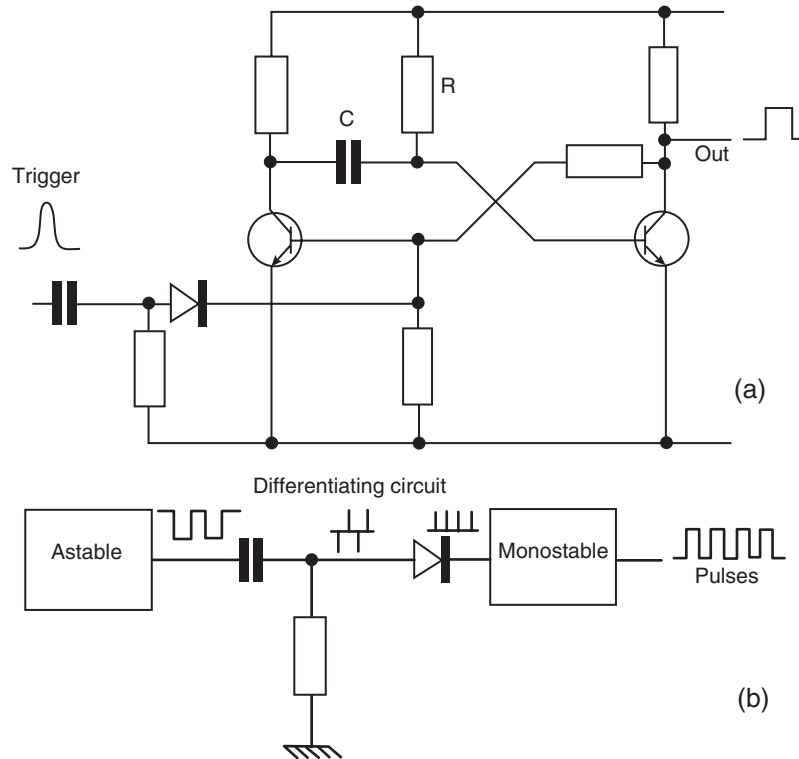 R
C
Out
Trigger
(a)
Differentiating circuit
Astable
Monostable
Pulses
(b)